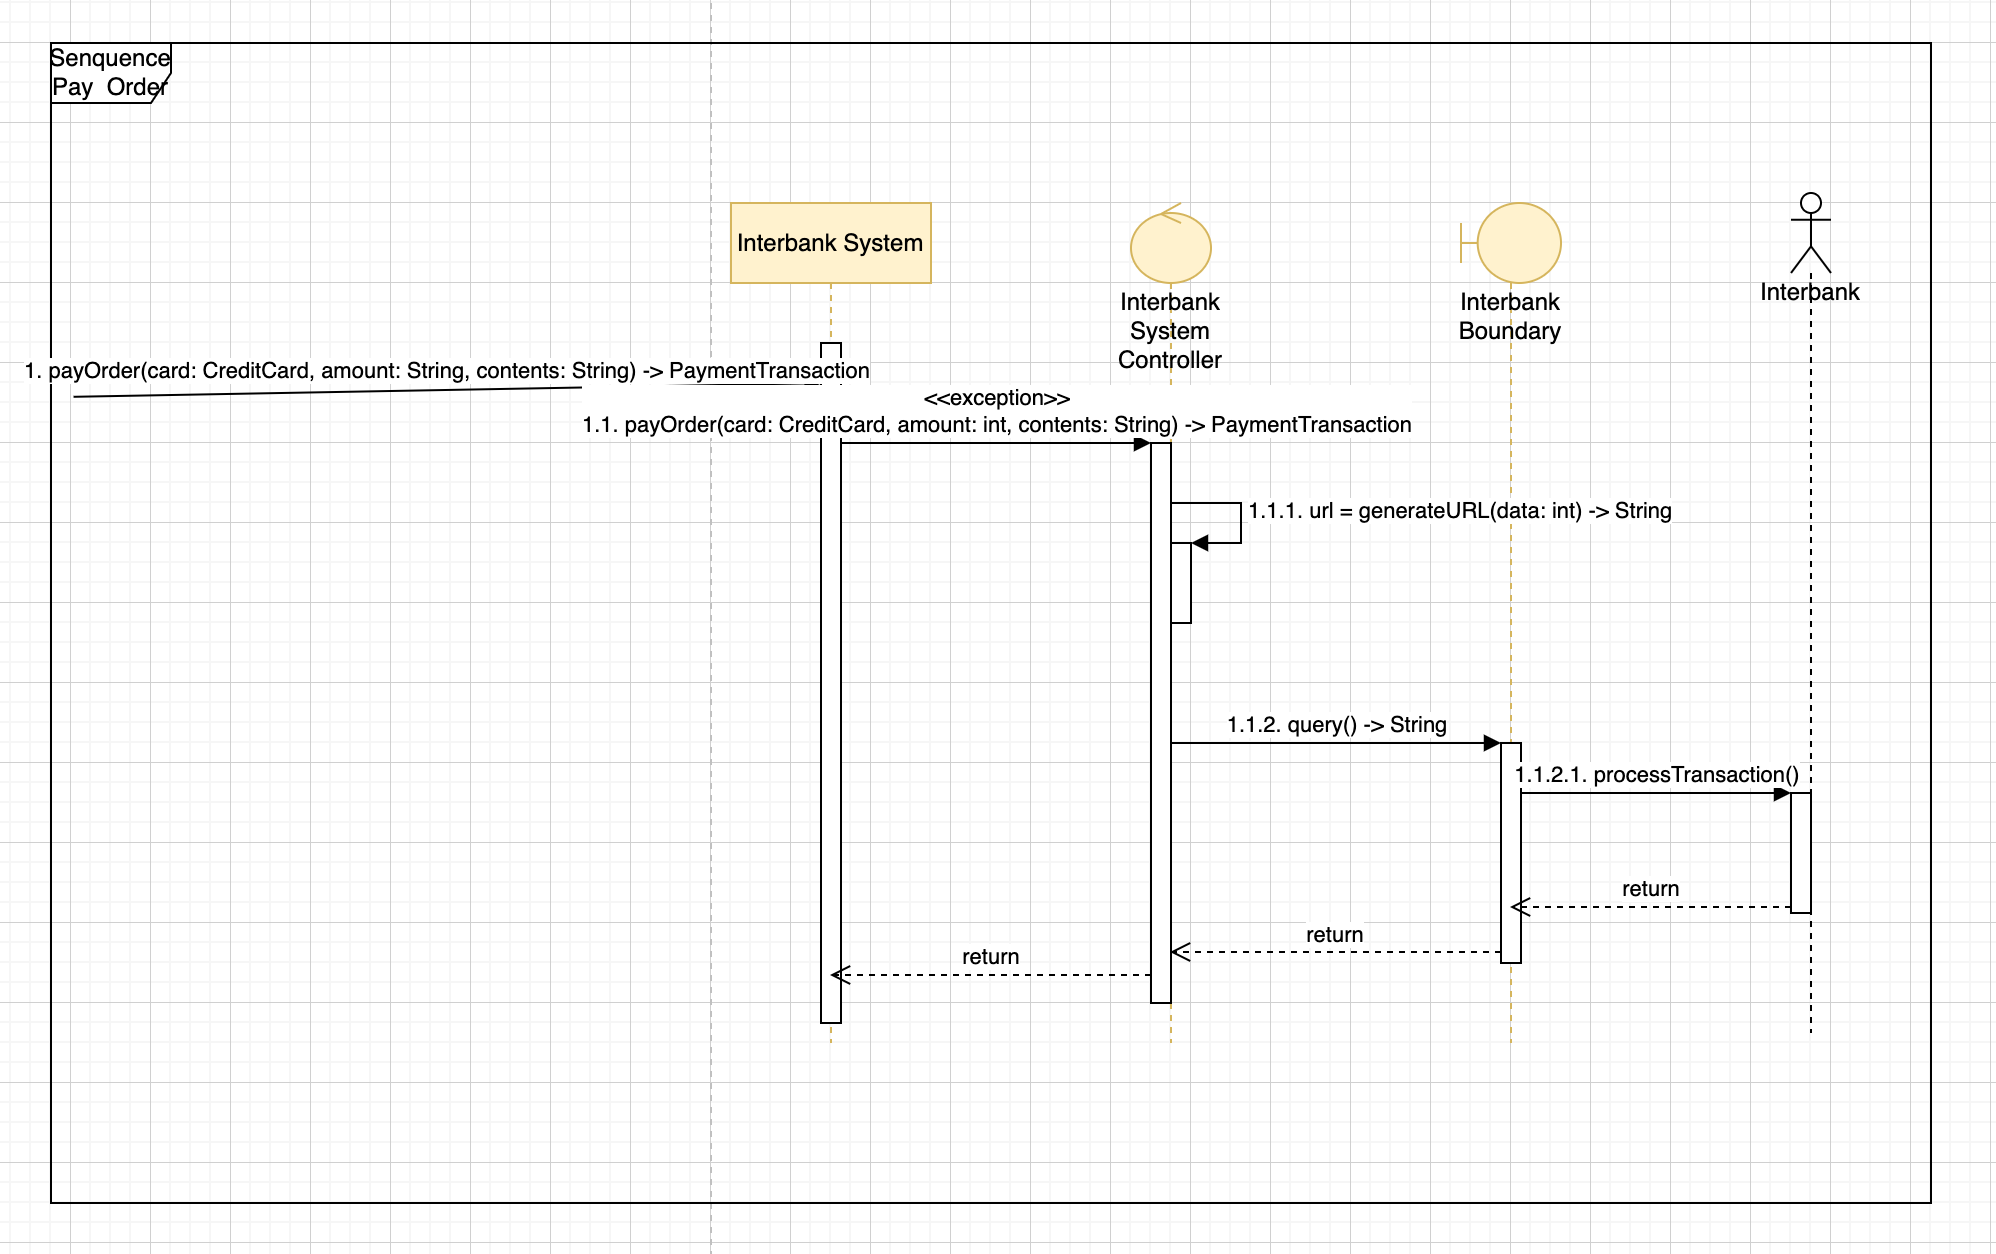 Senquence
Pay Order
Interbank System
Interbank
System
Controller
Interbank
Boundary
Interbank
1. payOrder(card: CreditCard, amount: String, contents: String) -> PaymentTransaction
<<exception>>
1.1. payOrder(card: CreditCard, amount: int, contents: String) -> PaymentTransaction
1.1.1. url = generateURL(data: int) -> String
1.1.2. query() -> String
1.1.2.1. processTransaction()
return
return
return